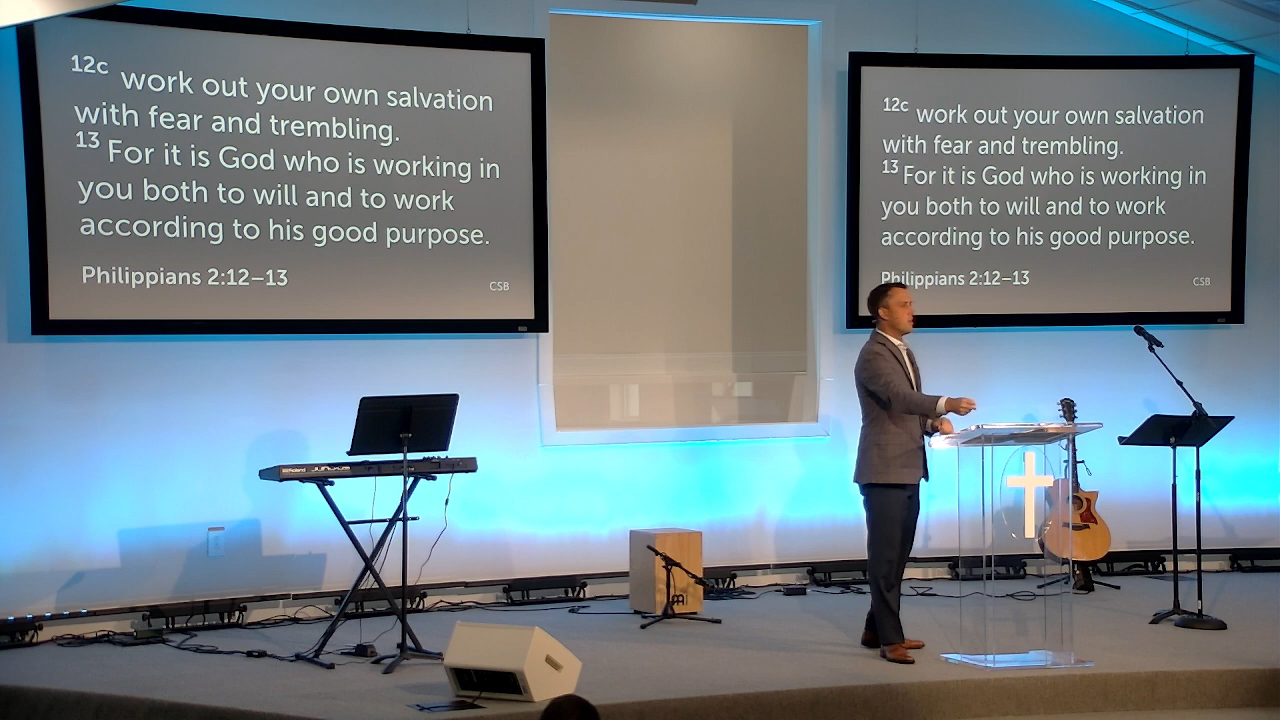 12c work out your own salvation
with fear and trembling.
13 For it is God who is working in
you both to will and to work
according to his good purpose.
Philippians 2:12–13
CSB
12c work out your own salvation
with fear and trembling.
13 For it is God who is working in
you both to will and to work
according to his good purpose.
Philippians 2:12–13
CSB
Roland JUNO-DS
MEINL